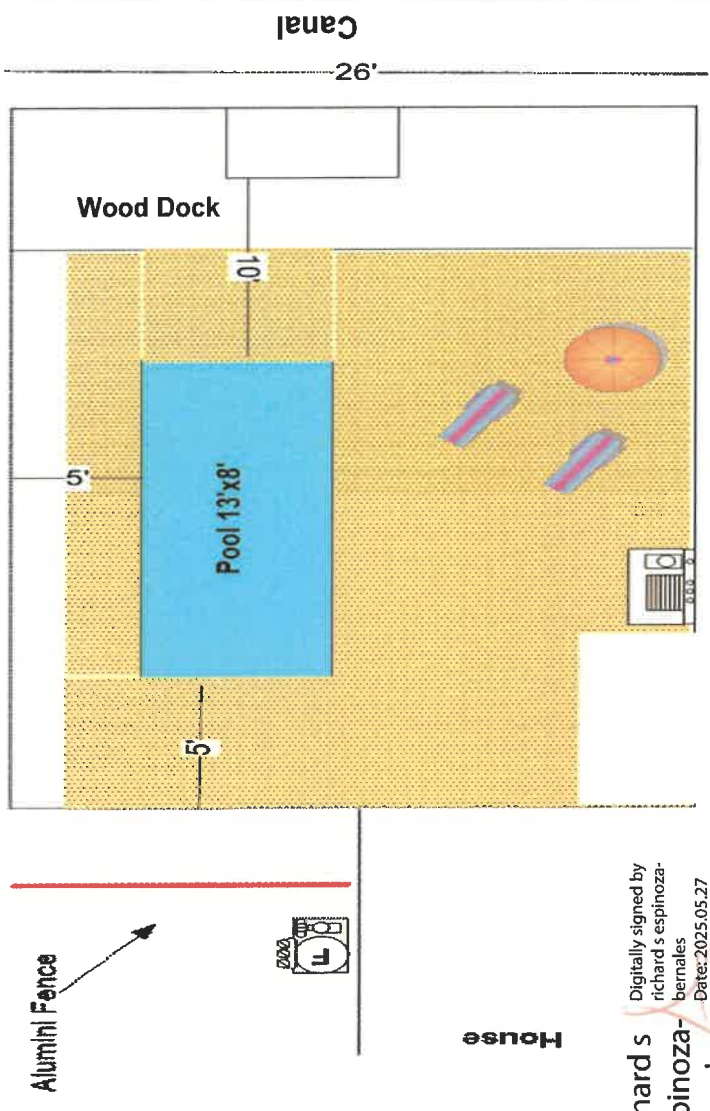 Canal
26'
Wood Dock
10'
5'
Pool 13'x8'
5'
Alumini Fence
F
House
hard s
pinoza-
Digitally signed by
richard s espinoza-
bernales
Date: 2025.05.27